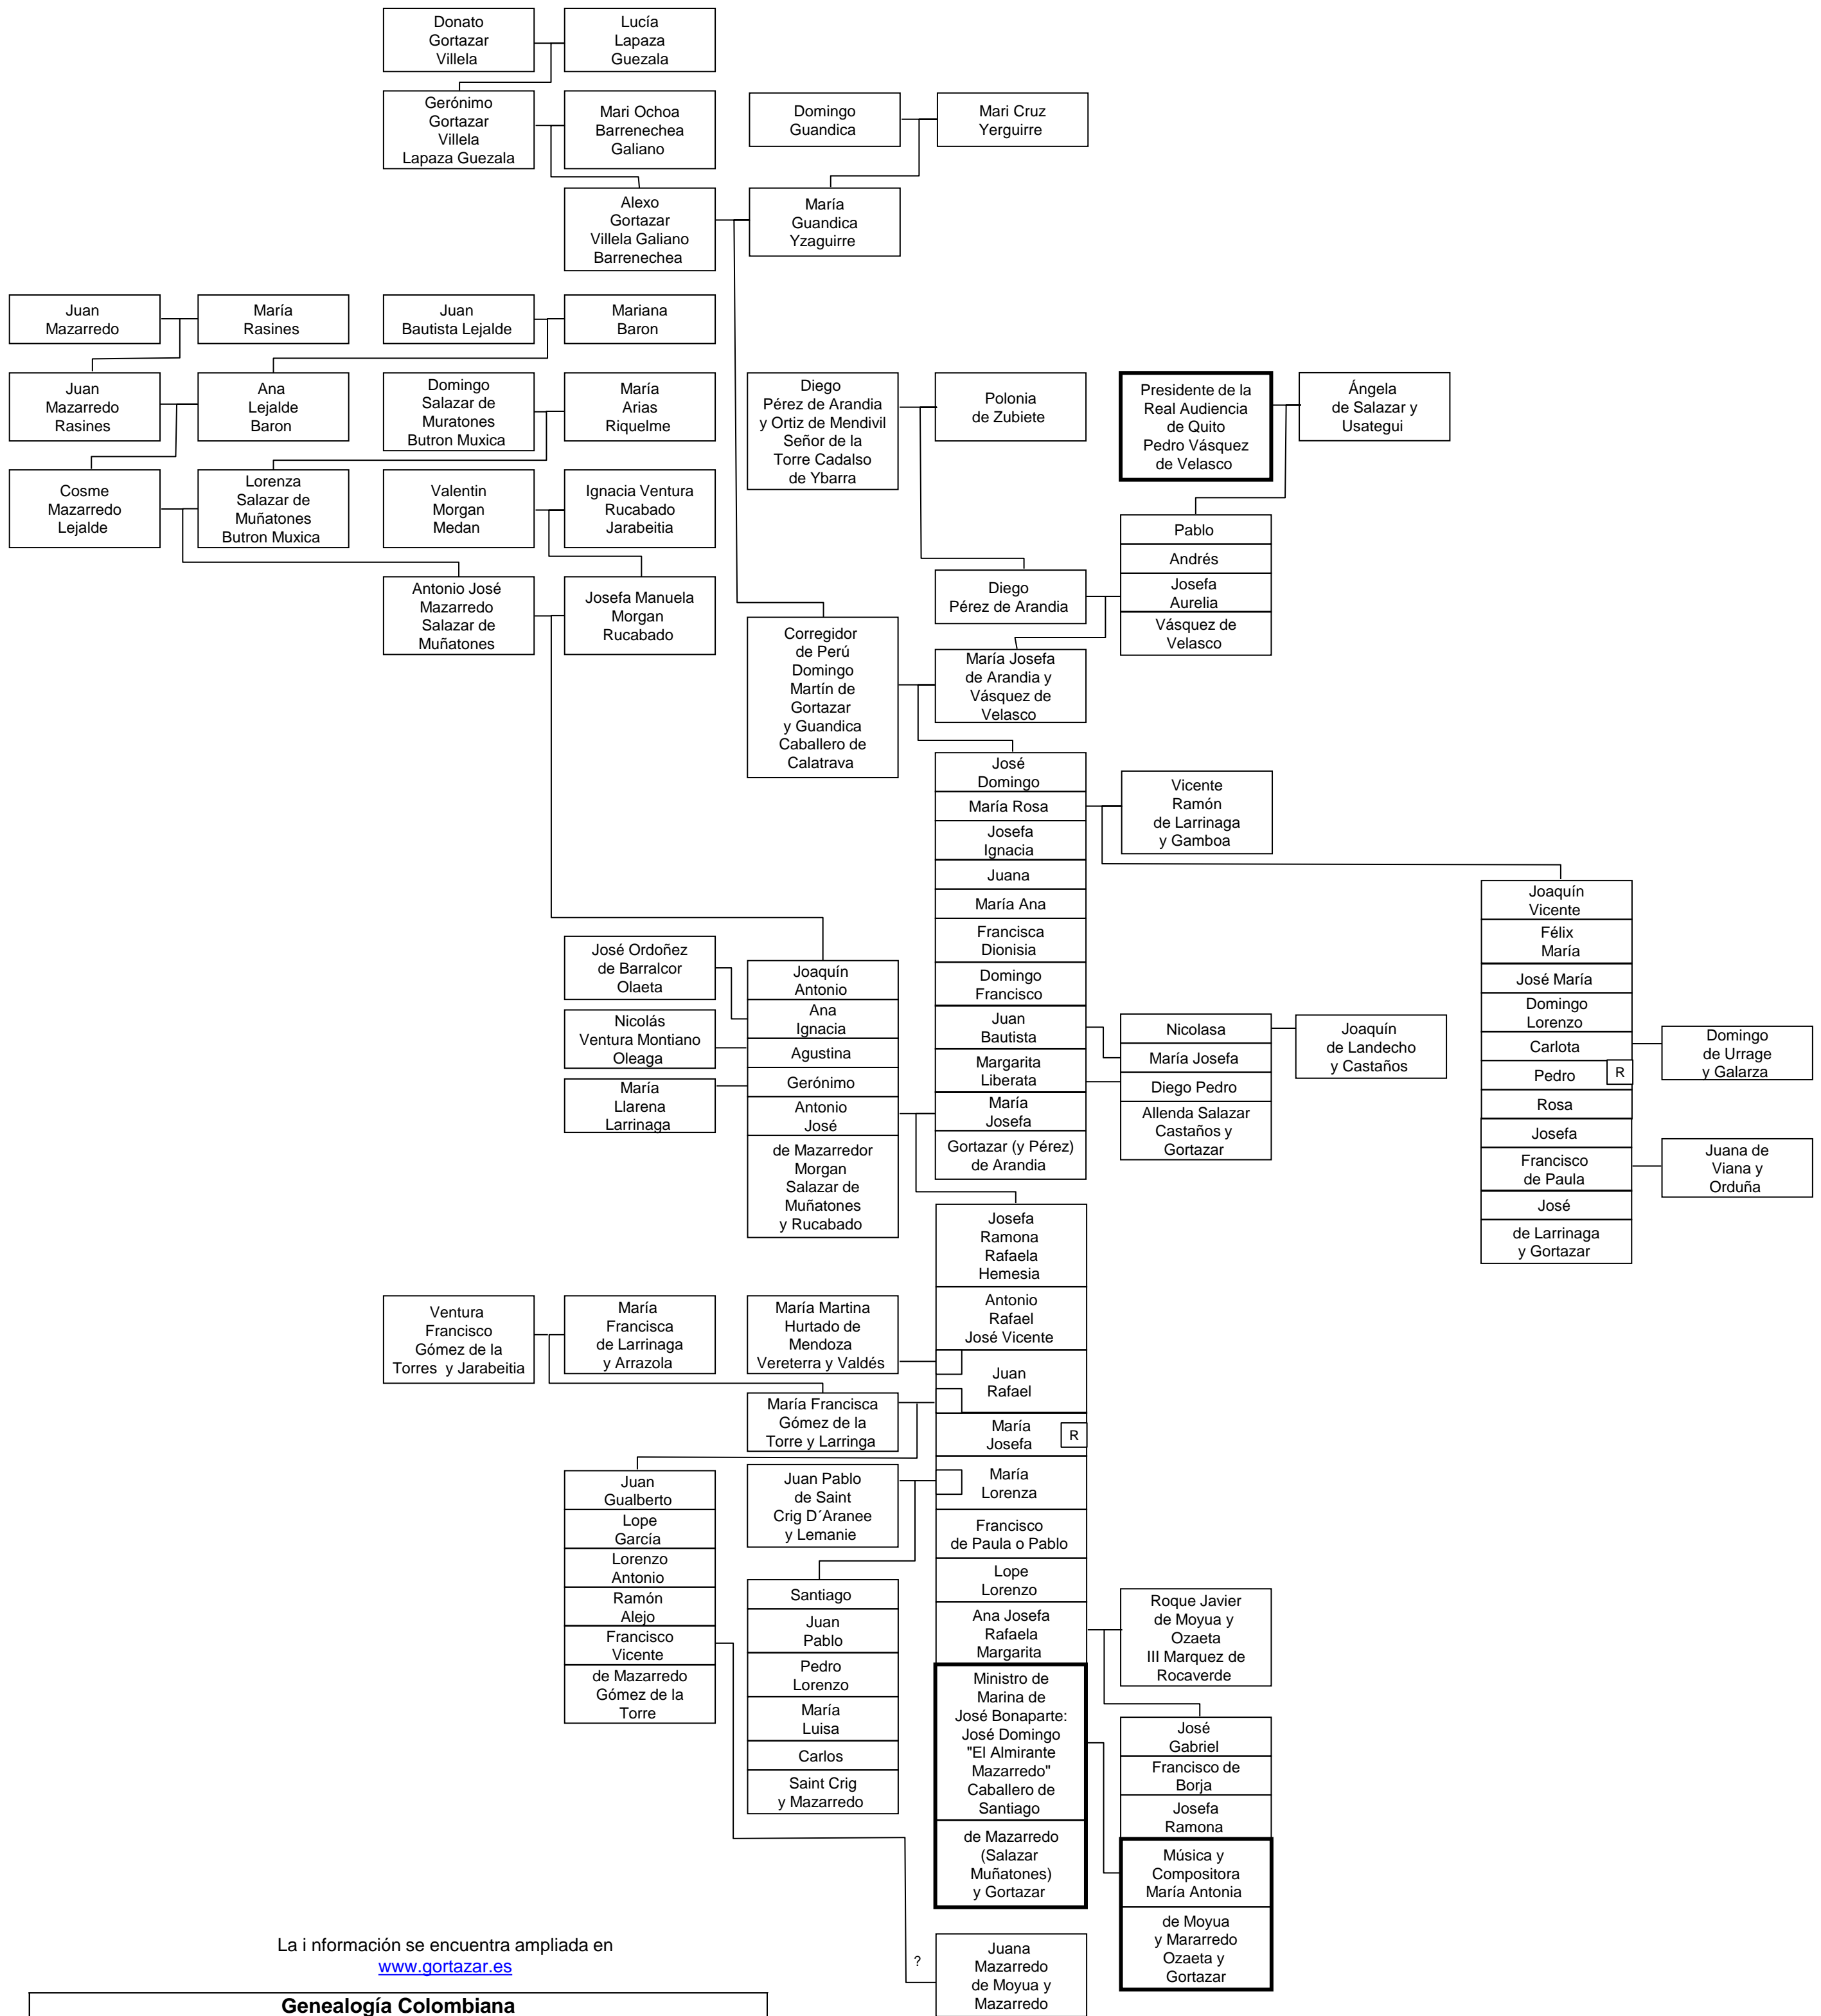 Donato
Gortazar
Villela
Lucía
Lapaza
Guezala
Gerónimo
Gortazar
Villela
Lapaza Guezala
Mari Ochoa
Barrenechea
Galiano
Domingo
Guandica
Mari Cruz
Yerguirre
Alexo
Gortazar
Villela Galiano
Barrenechea
María
Guandica
Yzaguirre
Juan
Mazarredo
María
Rasines
Juan
Bautista Lejalde
Mariana
Baron
Juan
Mazarredo
Rasines
Ana
Lejalde
Baron
Domingo
Salazar de
Muratones
Butron Muxica
María
Arias
Riquelme
Diego
Pérez de Arandia
y Ortiz de Mendivil
Señor de la
Torre Cadalso
de Ybarra
Polonia
de Zubiete
Presidente de la
Real Audiencia
de Quito
Pedro Vásquez
de Velasco
Ángela
de Salazar y
Usategui
Cosme
Mazarredo
Lejalde
Lorenza
Salazar de
Muñatones
Butron Muxica
Valentin
Morgan
Medan
Ignacia Ventura
Rucabado
Jarabeitia
Pablo
Andrés
Josefa
Aurelia
Vásquez de
Velasco
Antonio José
Mazarredo
Salazar de
Muñatones
Josefa Manuela
Morgan
Rucabado
Diego
Pérez de Arandia
Corregidor
de Perú
Domingo
Martín de
Gortazar
y Guandica
Caballero de
Calatrava
María Josefa
de Arandia y
Vásquez de
Velasco
José
Domingo
María Rosa
Josefa
Ignacia
Juana
María Ana
Francisca
Dionisia
Domingo
Francisco
Juan
Bautista
Margarita
Liberata
María
Josefa
Gortazar (y Pérez)
de Arandia
Vicente
Ramón
de Larrinaga
y Gamboa
Joaquín
Vicente
Félix
María
José María
Domingo
Lorenzo
Carlota
Pedro
R
Rosa
Josefa
Francisco
de Paula
José
de Larrinaga
y Gortazar
Domingo
de Urrage
y Galarza
Juana de
Viana y
Orduña
José Ordoñez
de Barralcor
Olaeta
Nicolás
Ventura Montiano
Oleaga
María
Llarena
Larrinaga
Joaquín
Antonio
Ana
Ignacia
Agustina
Gerónimo
Antonio
José
de Mazarredor
Morgan
Salazar de
Muñatones
y Rucabado
Nicolasa
María Josefa
Diego Pedro
Allenda Salazar
Castaños y
Gortazar
Joaquín
de Landecho
y Castaños
Josefa
Ramona
Rafaela
Hemesia
Antonio
Rafael
José Vicente
Juan
Rafael
María
Josefa
R
María
Lorenza
Francisco
de Paula o Pablo
Lope
Lorenzo
Ana Josefa
Rafaela
Margarita
Ministro de
Marina de
José Bonaparte:
José Domingo
"El Almirante
Mazarredo"
Caballero de
Santiago
de Mazarredo
(Salazar
Muñatones)
y Gortazar
Ventura
Francisco
Gómez de la
Torres y Jarabeitia
María
Francisca
de Larrinaga
y Arrazola
María Martina
Hurtado de
Mendoza
Vereterra y Valdés
María Francisca
Gómez de la
Torre y Larringa
Juan
Gualberto
Lope
García
Lorenzo
Antonio
Ramón
Alejo
Francisco
Vicente
de Mazarredo
Gómez de la
Torre
Juan Pablo
de Saint
Crig D´Aranee
y Lemanie
Santiago
Juan
Pablo
Pedro
Lorenzo
María
Luisa
Carlos
Saint Crig
y Mazarredo
Roque Javier
de Moyua y
Ozaeta
III Marquez de
Rocaverde
José
Gabriel
Francisco de
Borja
Josefa
Ramona
Música y
Compositora
María Antonia
de Moyua
y Mararredo
Ozaeta y
Gortazar
?
Juana
Mazarredo
de Moyua y
Mazarredo
La i nformación se encuentra ampliada en
www.gortazar.es
Genealogía Colombiana